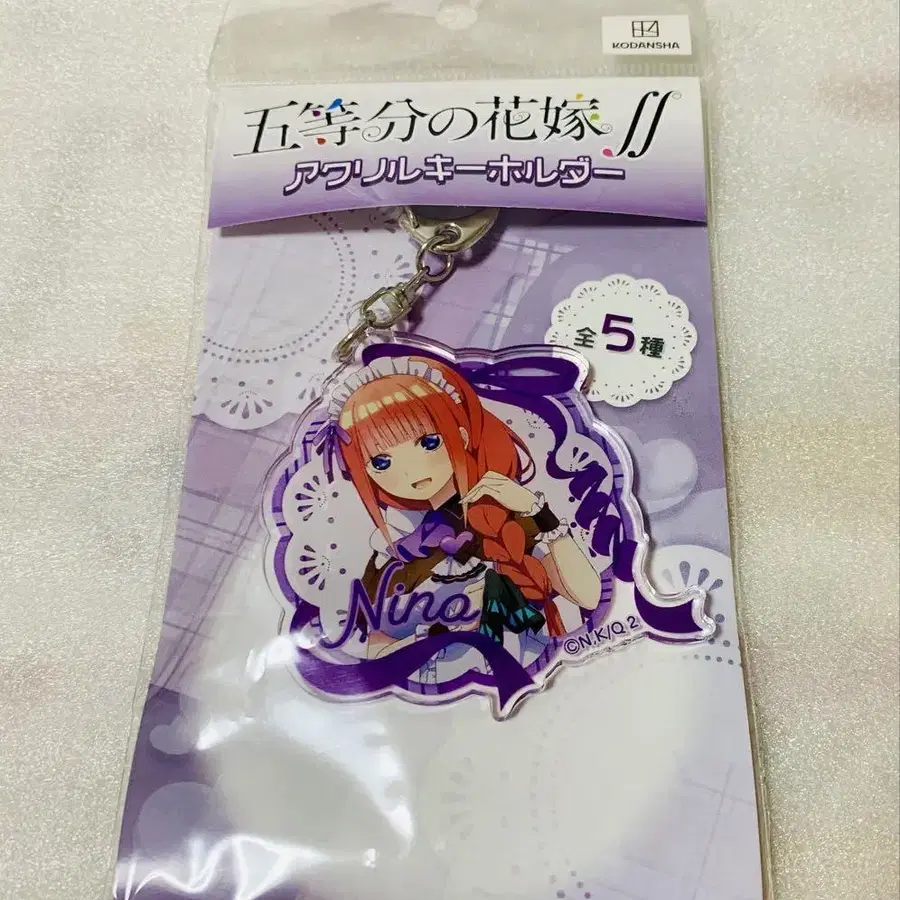 KODANSHA
五等分の花嫁∬
アクリルキーホルダー
全5種
Nino
©N,K/Q 2